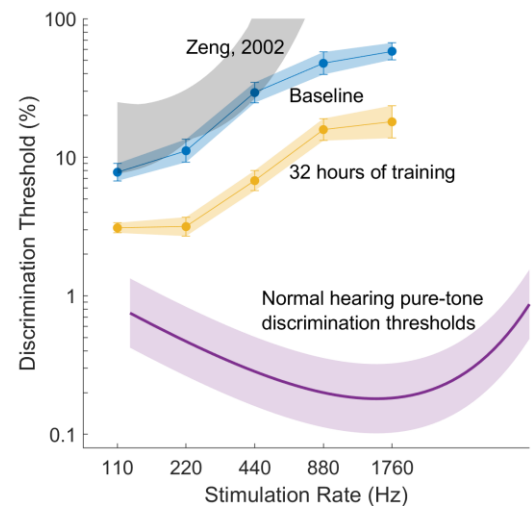 100
10
1
0.1
Discrimination Threshold (%)
Zeng, 2002
Baseline
32 hours of training
Normal hearing pure-tone
discrimination thresholds
110 220 440 880 1760
Stimulation Rate (Hz)